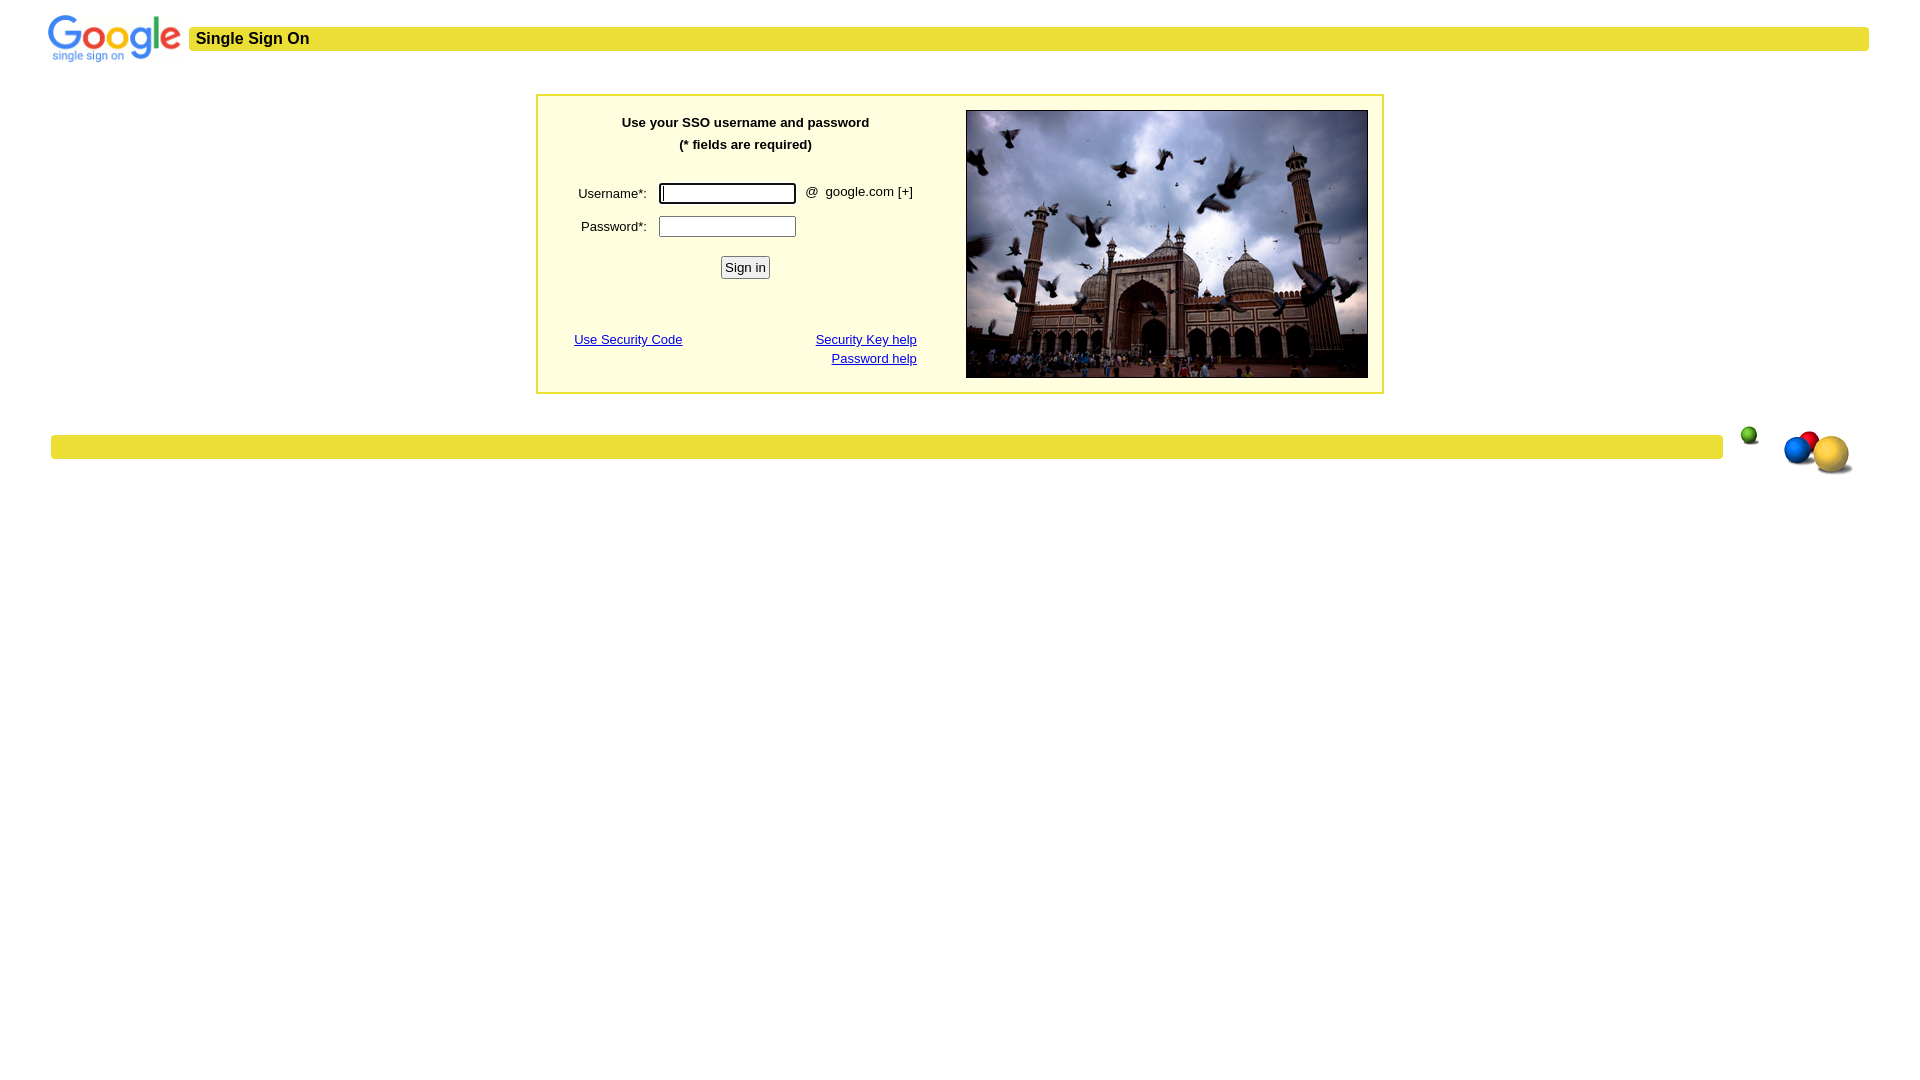 Google
single sign on
Single Sign On
Use your SSO username and password
(* fields are required)
Username*:
@ google.com [+]
Password*:
Sign in
Use Security Code
Security Key help
Password help